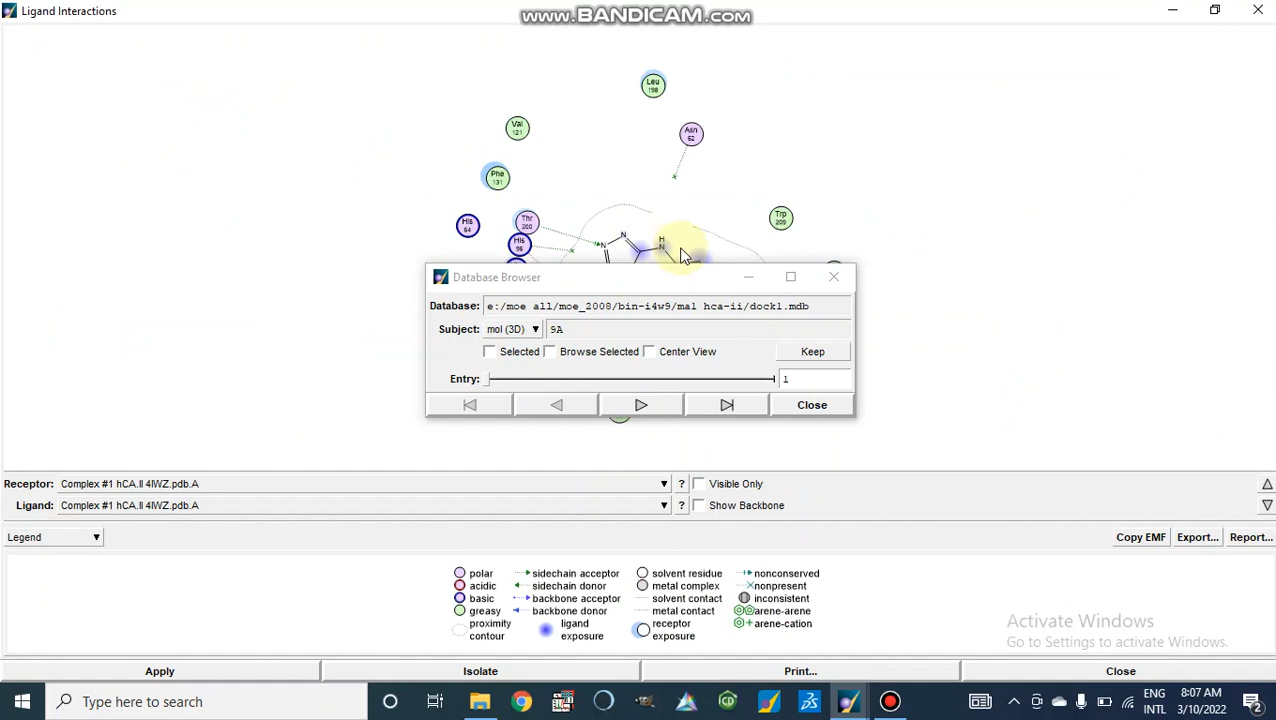 Ligand Interactions
www.BANDICAM.com
Leu
198
Val
121
Asn
62
Phe
131
Trp
209
Thr
200
His
64
His
96
N
N
H
N
Database Browser
Database: e:/moe all/moe_2008/bin-i4w9/mal hca-ii/dock1.mdb
Subject: mol (3D) 9A
Selected Browse Selected Center View Keep
Entry: 1
Close
Receptor: Complex #1 hCA.II 4IWZ.pdb.A ? Visible Only
Ligand: Complex #1 hCA.II 4IWZ.pdb.A ? Show Backbone
Legend Copy EMF Export... Report...
polar sidechain acceptor solvent residue nonconserved
acidic sidechain donor metal complex nonpresent
basic backbone acceptor solvent contact inconsistent
greasy backbone donor metal contact arene-arene
proximity contour ligand exposure receptor exposure arene-cation
Activate Windows
Go to Settings to activate Windows.
Apply Isolate Print... Close
Type here to search
ENG
INTL
8:07 AM
3/10/2022
2